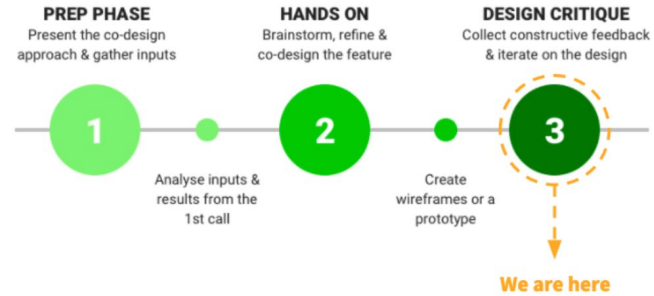 PREP PHASE
Present the co-design
approach & gather inputs
HANDS ON
Brainstorm, refine &
co-design the feature
DESIGN CRITIQUE
Collect constructive feedback
& iterate on the design
1
2
3
Analyse inputs &
results from the
1st call
Create
wireframes or a
prototype
We are here